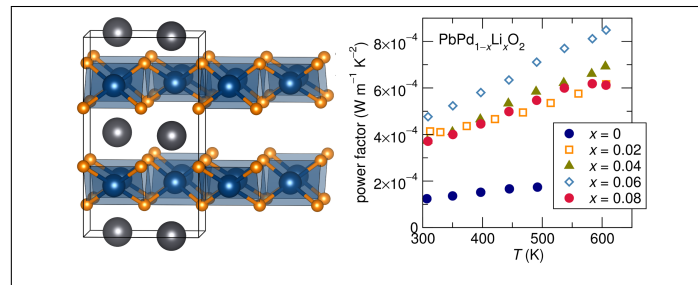 PbPd₁₋ₓLiₓO₂
power factor (W m⁻¹ K⁻²)
8×10⁻⁴
6×10⁻⁴
4×10⁻⁴
2×10⁻⁴
0
x = 0
x = 0.02
x = 0.04
x = 0.06
x = 0.08
300 400 500 600
T (K)